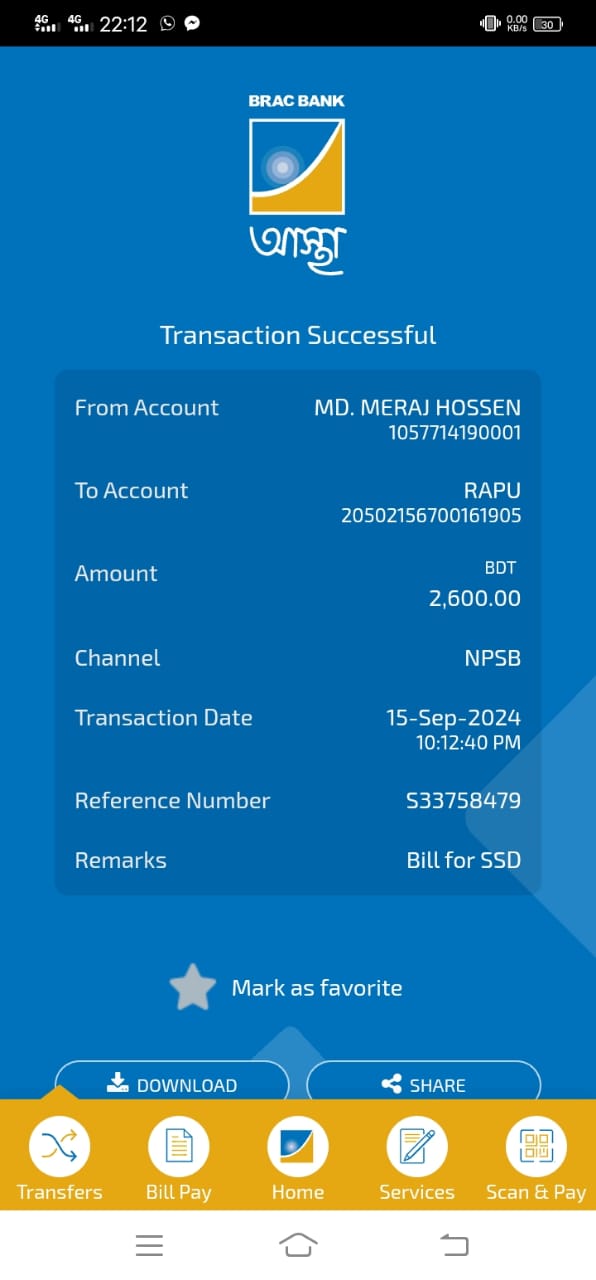 4G 4G 22:12 0.00 KB/s 30
BRAC BANK
আস্থা
Transaction Successful
From Account MD. MERAJ HOSSEN
1057714190001
To Account RAPU
20502156700161905
Amount BDT
2,600.00
Channel NPSB
Transaction Date 15-Sep-2024
10:12:40 PM
Reference Number S33758479
Remarks Bill for SSD
Mark as favorite
DOWNLOAD SHARE
Transfers Bill Pay Home Services Scan & Pay